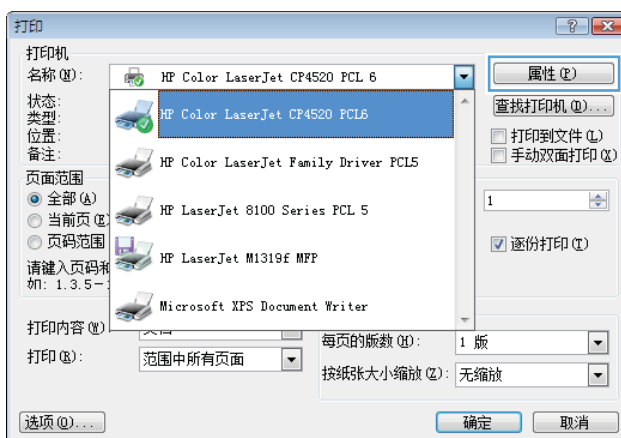 打印
打印机
名称(N): HP Color LaserJet CP4520 PCL 6 属性(P)
状态: HP Color LaserJet CP4520 PCL6 查找打印机(D)...
类型:
位置: 打印到文件(L)
备注: HP Color LaserJet Family Driver PCL5 手动双面打印(X)
页面范围
全部(A) HP LaserJet 8100 Series PCL 5 1
当前页(E)
页码范围 HP LaserJet M1319f MFP 逐份打印(T)
请键入页码和
如: 1.3.5-
Microsoft XPS Document Writer
打印内容(W):
每页的版数(H): 1 版
打印(R): 范围中所有页面
按纸张大小缩放(Z): 无缩放
选项(O)... 确定 取消